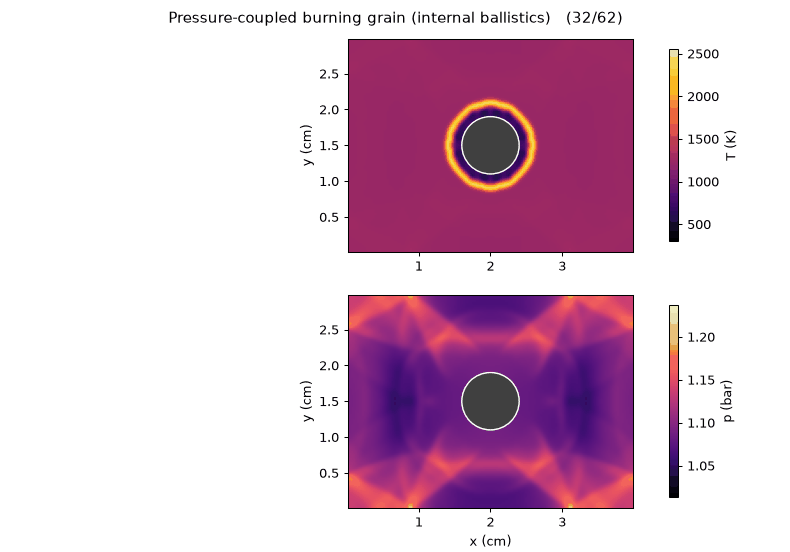 Pressure-coupled burning grain (internal ballistics) (32/62)
y (cm)
2.5
2.0
1.5
1.0
0.5
1 2 3
2500
2000
1500
1000
500
T (K)
y (cm)
2.5
2.0
1.5
1.0
0.5
1 2 3
x (cm)
1.20
1.15
1.10
1.05
p (bar)